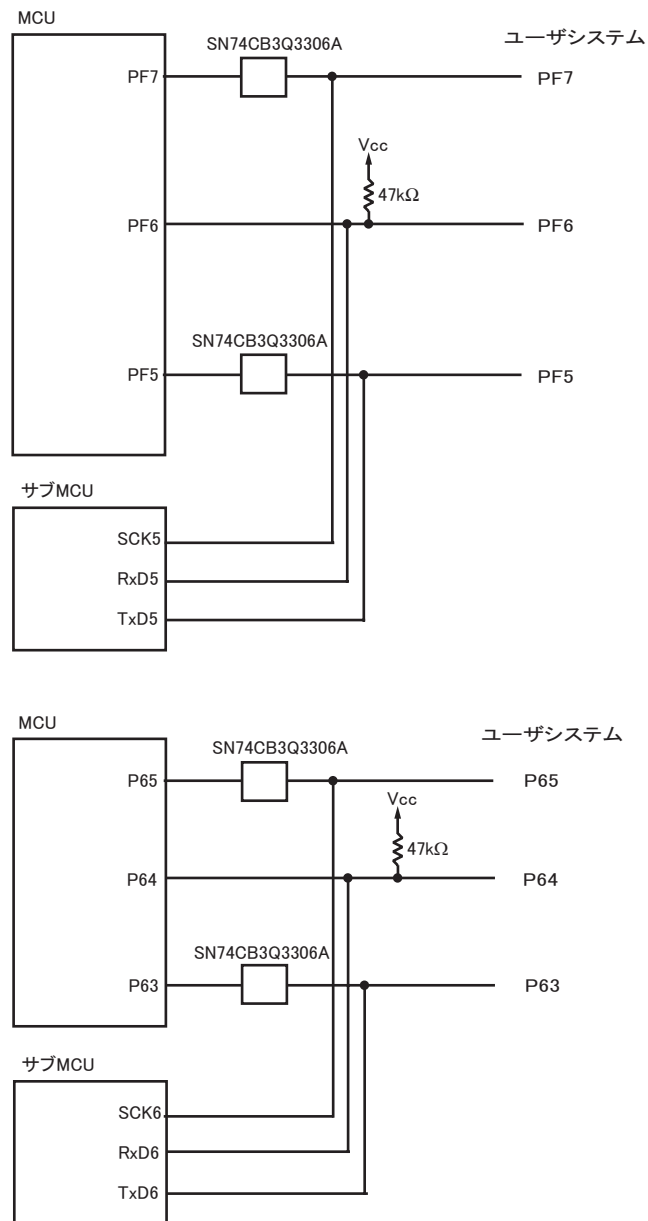 MCU
SN74CB3Q3306A
ユーザシステム
PF7
PF7
Vcc
47kΩ
PF6
PF6
SN74CB3Q3306A
PF5
PF5
サブMCU
SCK5
RxD5
TxD5
MCU
SN74CB3Q3306A
ユーザシステム
P65
P65
Vcc
47kΩ
P64
P64
SN74CB3Q3306A
P63
P63
サブMCU
SCK6
RxD6
TxD6